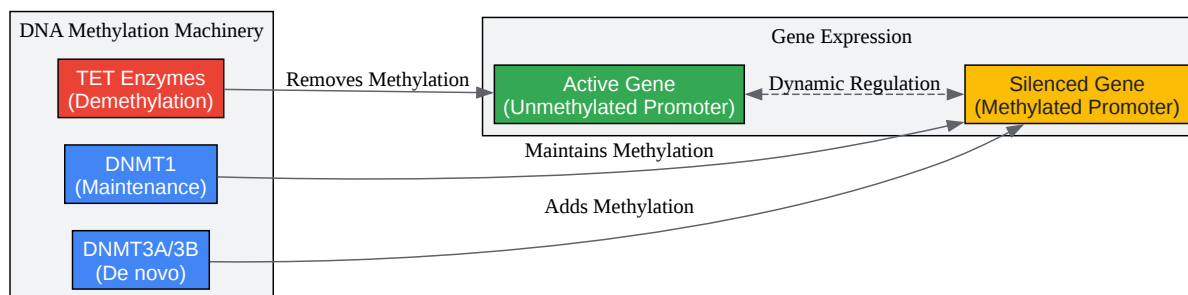 DNA Methylation Machinery
TET Enzymes
(Demethylation)
DNMT1
(Maintenance)
DNMT3A/3B
(De novo)
Removes Methylation
Maintains Methylation
Adds Methylation
Gene Expression
Active Gene
(Unmethylated Promoter)
Dynamic Regulation
Silenced Gene
(Methylated Promoter)